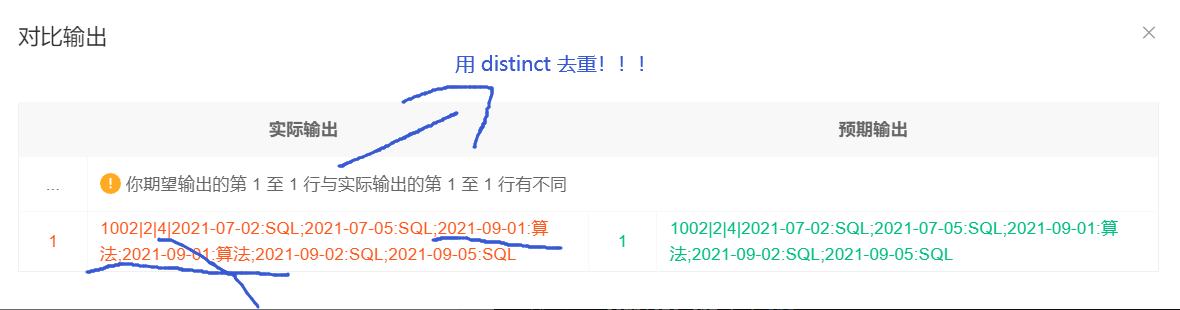 对比输出
用 distinct 去重！！！
实际输出
预期输出
...
你期望输出的第 1 至 1 行与实际输出的第 1 至 1 行有不同
1
1002|2|4|2021-07-02:SQL;2021-07-05:SQL;2021-09-01:算
法;2021-09-01:算法;2021-09-02:SQL;2021-09-05:SQL
1
1002|2|4|2021-07-02:SQL;2021-07-05:SQL;2021-09-01:算
法;2021-09-02:SQL;2021-09-05:SQL